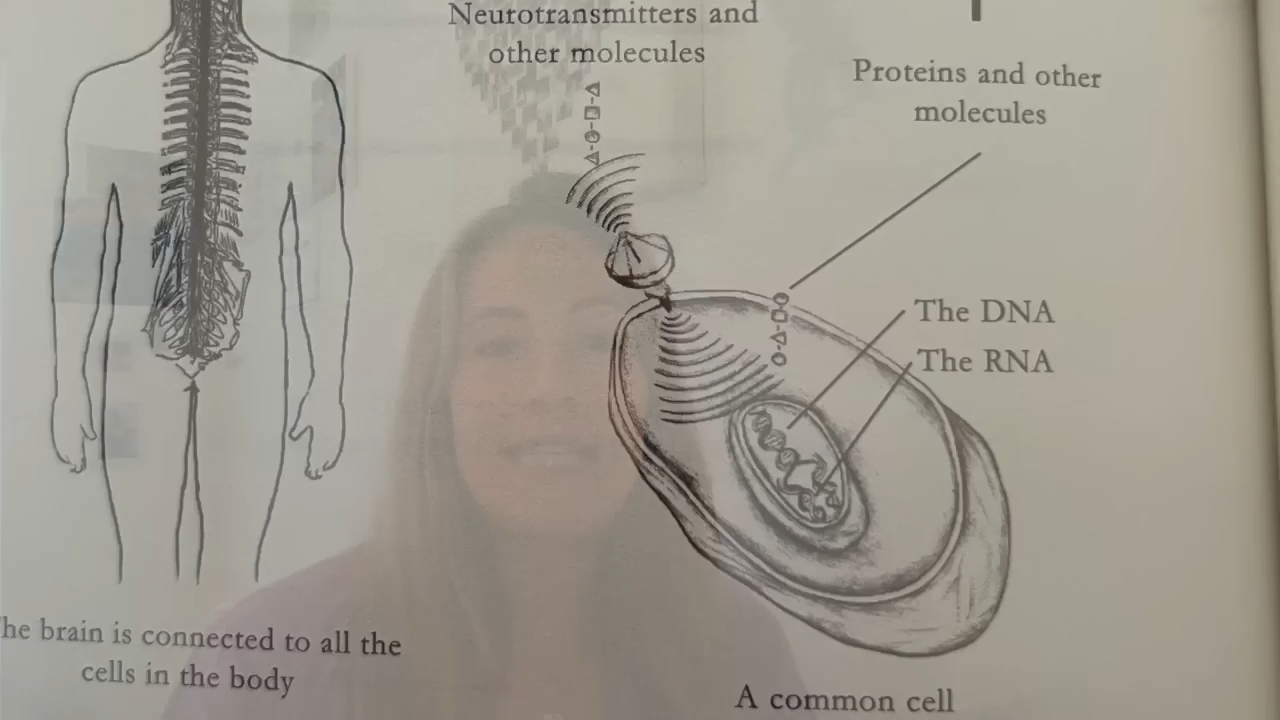 Neurotransmitters and
other molecules
Proteins and other
molecules
The DNA
The RNA
he brain is connected to all the
cells in the body
A common cell